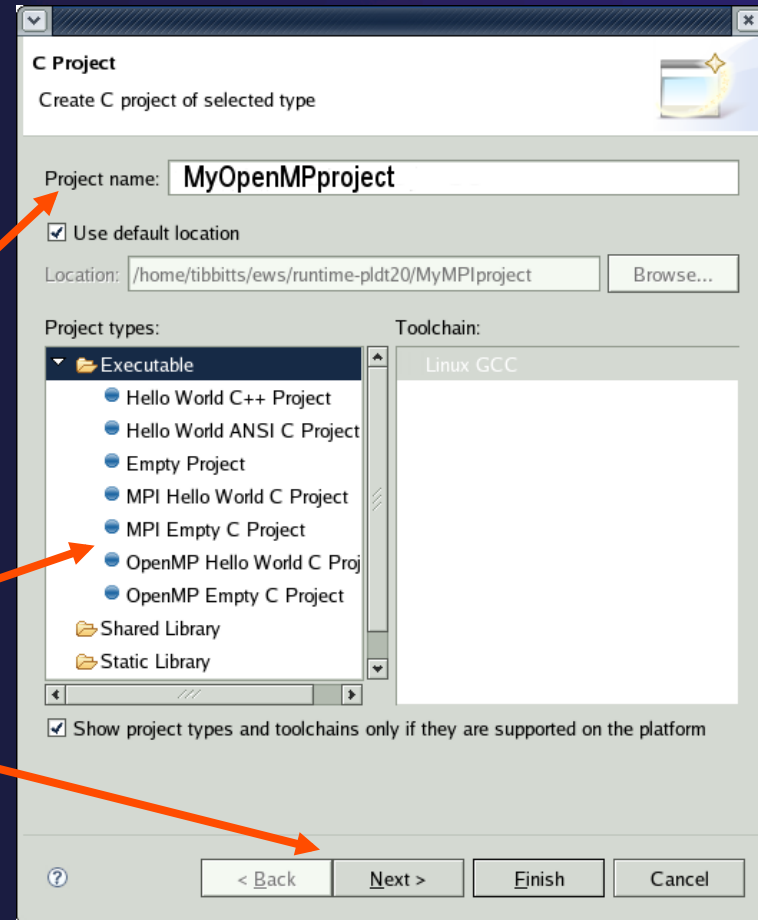 C Project
Create C project of selected type
Project name: MyOpenMPproject
Use default location
Location: /home/tibbitts/ews/runtime-pldt20/MyMPIproject Browse...
Project types: Toolchain:
Executable Linux GCC
Hello World C++ Project
Hello World ANSI C Project
Empty Project
MPI Hello World C Project
MPI Empty C Project
OpenMP Hello World C Proj
OpenMP Empty C Project
Shared Library
Static Library
Show project types and toolchains only if they are supported on the platform
? < Back Next > Finish Cancel